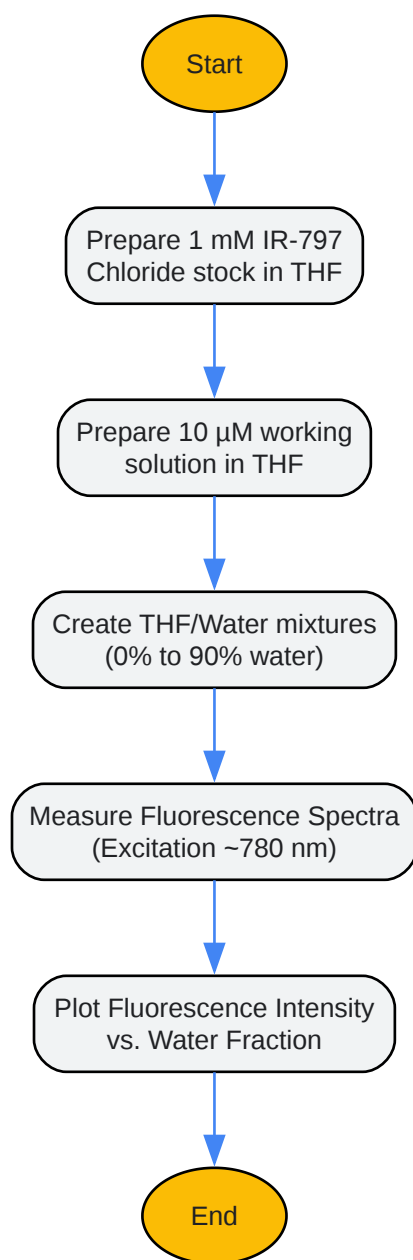 Start
Prepare 1 mM IR-797
Chloride stock in THF
Prepare 10 µM working
solution in THF
Create THF/Water mixtures
(0% to 90% water)
Measure Fluorescence Spectra
(Excitation ~780 nm)
Plot Fluorescence Intensity
vs. Water Fraction
End